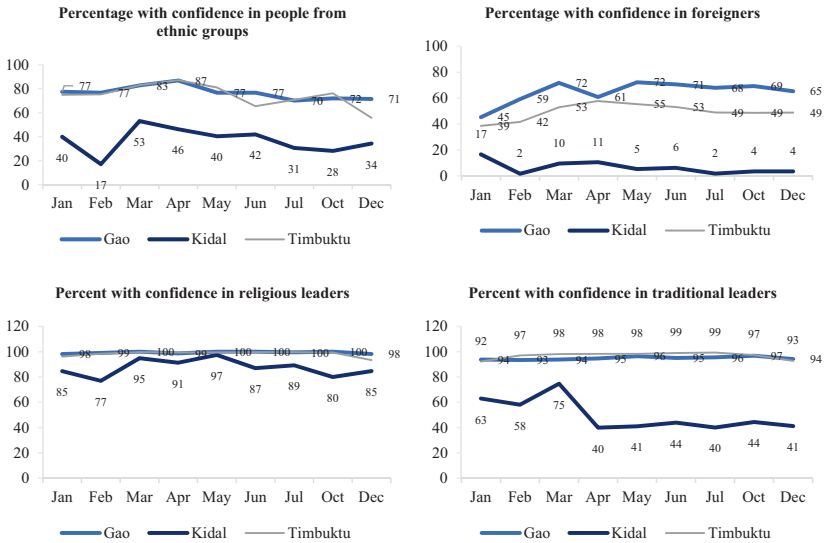 Percentage with confidence in people from
ethnic groups
100
80
60
40
20
0
77 77 83 87 77 77 70 72 71
40 17 53 46 40 42 31 28 34
Jan Feb Mar Apr May Jun Jul Oct Dec
Gao Kidal Timbuktu
Percentage with confidence in foreigners
100
80
60
40
20
0
45 59 72 61 72 71 68 69 65
39 42 53 55 53 49 49 49
17 2 10 11 5 6 2 4 4
Jan Feb Mar Apr May Jun Jul Oct Dec
Gao Kidal Timbuktu
Percent with confidence in religious leaders
120
100
80
60
40
20
0
98 99 100 99 100 100 100 100 98
85 77 95 91 97 87 89 80 85
Jan Feb Mar Apr May Jun Jul Oct Dec
Gao Kidal Timbuktu
Percent with confidence in traditional leaders
120
100
80
60
40
20
0
92 97 98 98 98 99 99 97 93
94 93 94 95 96 95 96 97 94
63 58 75 40 41 44 40 44 41
Jan Feb Mar Apr May Jun Jul Oct Dec
Gao Kidal Timbuktu